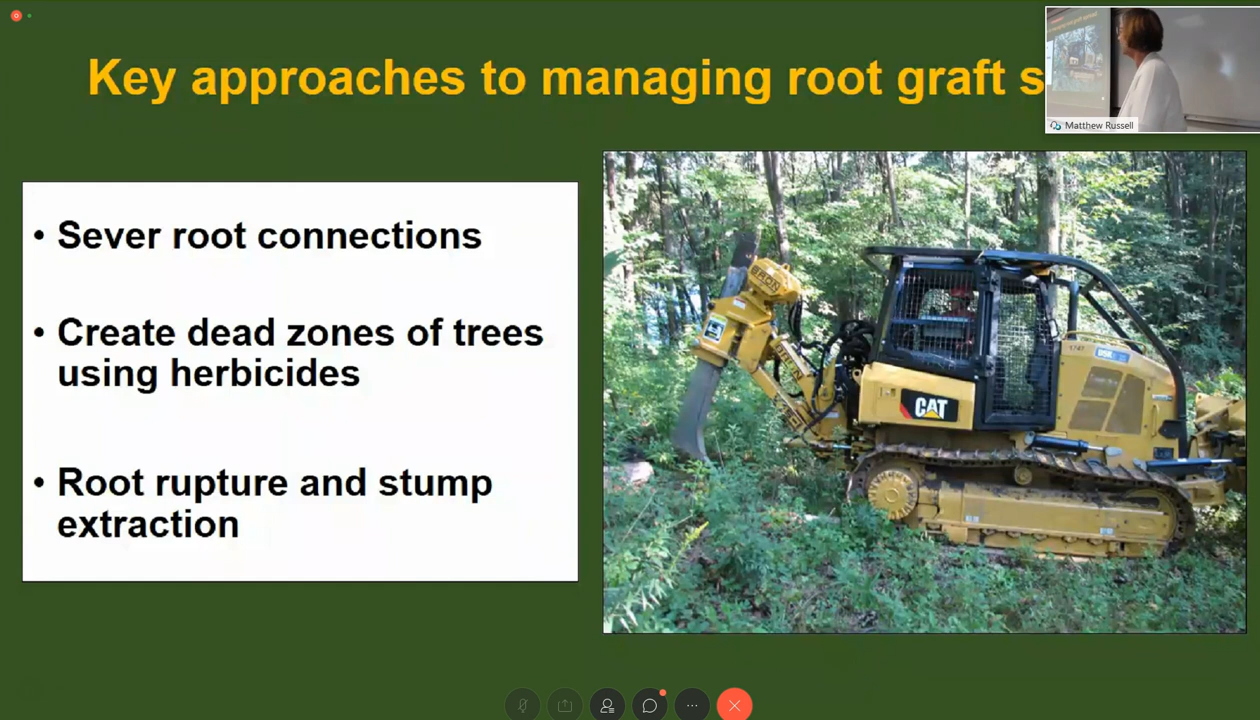 Key approaches to managing root graft s
Matthew Russell
• Sever root connections
• Create dead zones of trees
using herbicides
• Root rupture and stump
extraction
CAT